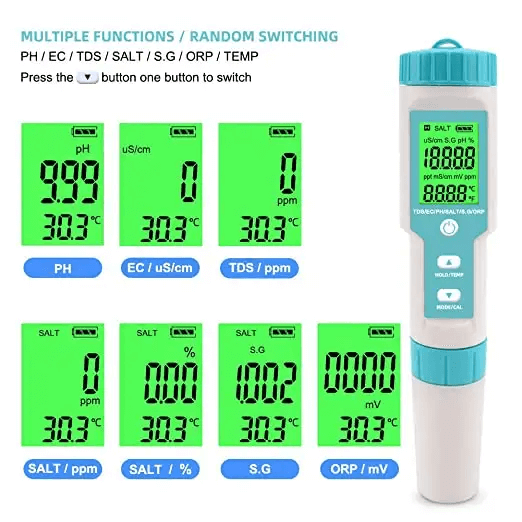 MULTIPLE FUNCTIONS / RANDOM SWITCHING
PH / EC / TDS / SALT / S.G / ORP / TEMP
Press the ▼ button one button to switch
pH
9.99
30.3 °C
PH
uS/cm
0
30.3 °C
EC / uS/cm
0
ppm
30.3 °C
TDS / ppm
SALT
0
ppm
30.3 °C
SALT / ppm
SALT
%
0.00
30.3 °C
SALT / %
SALT
S.G
1.002
30.3 °C
S.G
0000
mV
30.3 °C
ORP / mV
H SALT
uS/cm S.G pH %
18888
ppt mS/cm mv ppm
8.8.8.8 °C °F
TDS/EC/PH/SALT/S.G/ORP
▲
HOLD/TEMP
▼
MODE/CAL